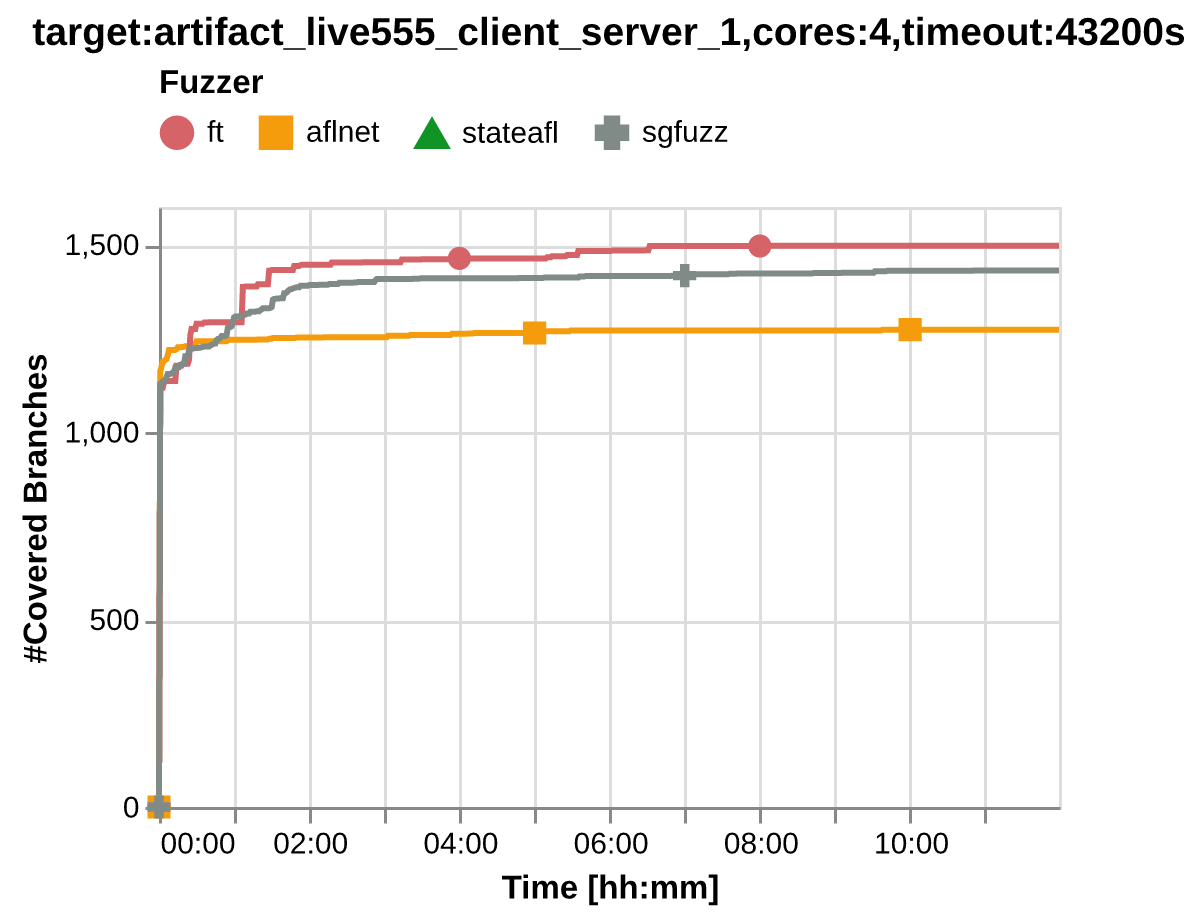 target:artifact_live555_client_server_1,cores:4,timeout:43200s
Fuzzer
ft aflnet stateafl sgfuzz
1,500
1,000
500
0
#Covered Branches
00:00 02:00 04:00 06:00 08:00 10:00
Time [hh:mm]